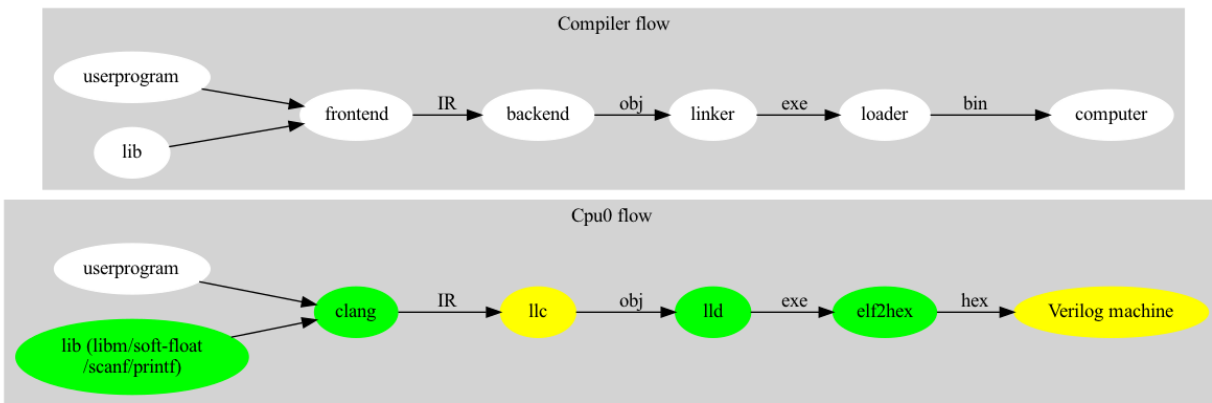 Compiler flow
userprogram
lib
frontend
IR
backend
obj
linker
exe
loader
bin
computer
Cpu0 flow
userprogram
lib (libm/soft-float
/scanf/printf)
clang
IR
llc
obj
lld
exe
elf2hex
hex
Verilog machine